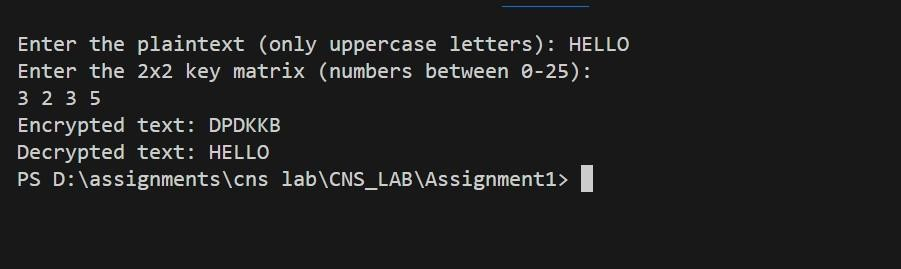 Enter the plaintext (only uppercase letters): HELLO
Enter the 2x2 key matrix (numbers between 0-25):
3 2 3 5
Encrypted text: DPDKKB
Decrypted text: HELLO
PS D:\assignments\cns lab\CNS_LAB\Assignment1>